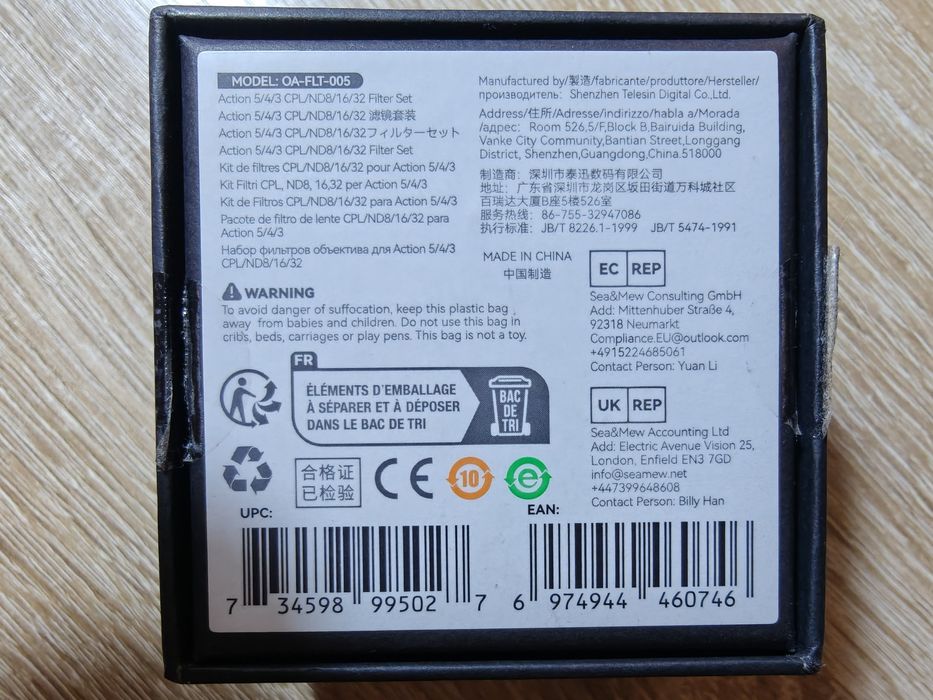 MODEL: OA-FLT-005
Action 5/4/3 CPL/ND8/16/32 Filter Set
Action 5/4/3 CPL/ND8/16/32 滤镜套装
Action 5/4/3 CPL/ND8/16/32フィルターセット
Action 5/4/3 CPL/ND8/16/32 Filter Set
Kit de filtres CPL/ND8/16/32 pour Action 5/4/3
Kit Filtri CPL, ND8, 16,32 per Action 5/4/3
Kit de Filtros CPL/ND8/16/32 para Action 5/4/3
Pacote de filtro de lente CPL/ND8/16/32 para
Action 5/4/3
Набор фильтров объектива для Action 5/4/3
CPL/ND8/16/32
WARNING
To avoid danger of suffocation, keep this plastic bag ,
away from babies and children. Do not use this bag in
cribs, beds, carriages or play pens. This bag is not a toy.
FR
ÉLÉMENTS D'EMBALLAGE
À SÉPARER ET À DÉPOSER
DANS LE BAC DE TRI
BAC
DE
TRI
合格证
已检验
CE
10
e
Manufactured by/製造/fabricante/produttore/Hersteller/
производитель: Shenzhen Telesin Digital Co.,Ltd.
Address/住所/Adresse/indirizzo/habla a/Morada
/адрес: Room 526,5/F,Block B,Bairuida Building,
Vanke City Community,Bantian Street,Longgang
District, Shenzhen,Guangdong,China.518000
制造商: 深圳市泰迅数码有限公司
地址: 广东省深圳市龙岗区坂田街道万科城社区
百瑞达大厦B座5楼526室
服务热线: 86-755-32947086
执行标准: JB/T 8226.1-1999 JB/T 5474-1991
MADE IN CHINA
中国制造
EC REP
Sea&Mew Consulting GmbH
Add: Mittenhuber Straße 4,
92318 Neumarkt
Compliance.EU@outlook.com
+4915224685061
Contact Person: Yuan Li
UK REP
Sea&Mew Accounting Ltd
Add: Electric Avenue Vision 25,
London, Enfield EN3 7GD
info@seamew.net
+447399648608
Contact Person: Billy Han
UPC:
7 34598 99502 7
EAN:
6 974944 460746